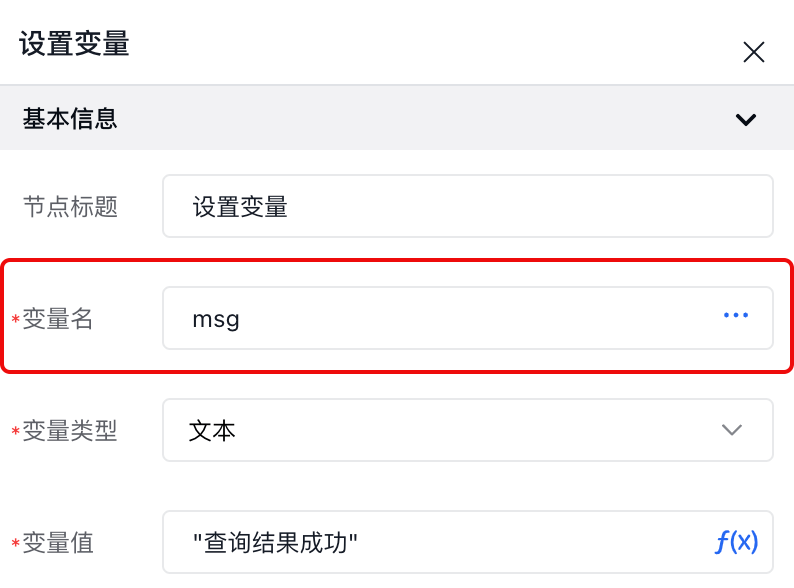 设置变量
基本信息
节点标题 设置变量
*变量名 msg ···
*变量类型 文本
*变量值 "查询结果成功" f(x)